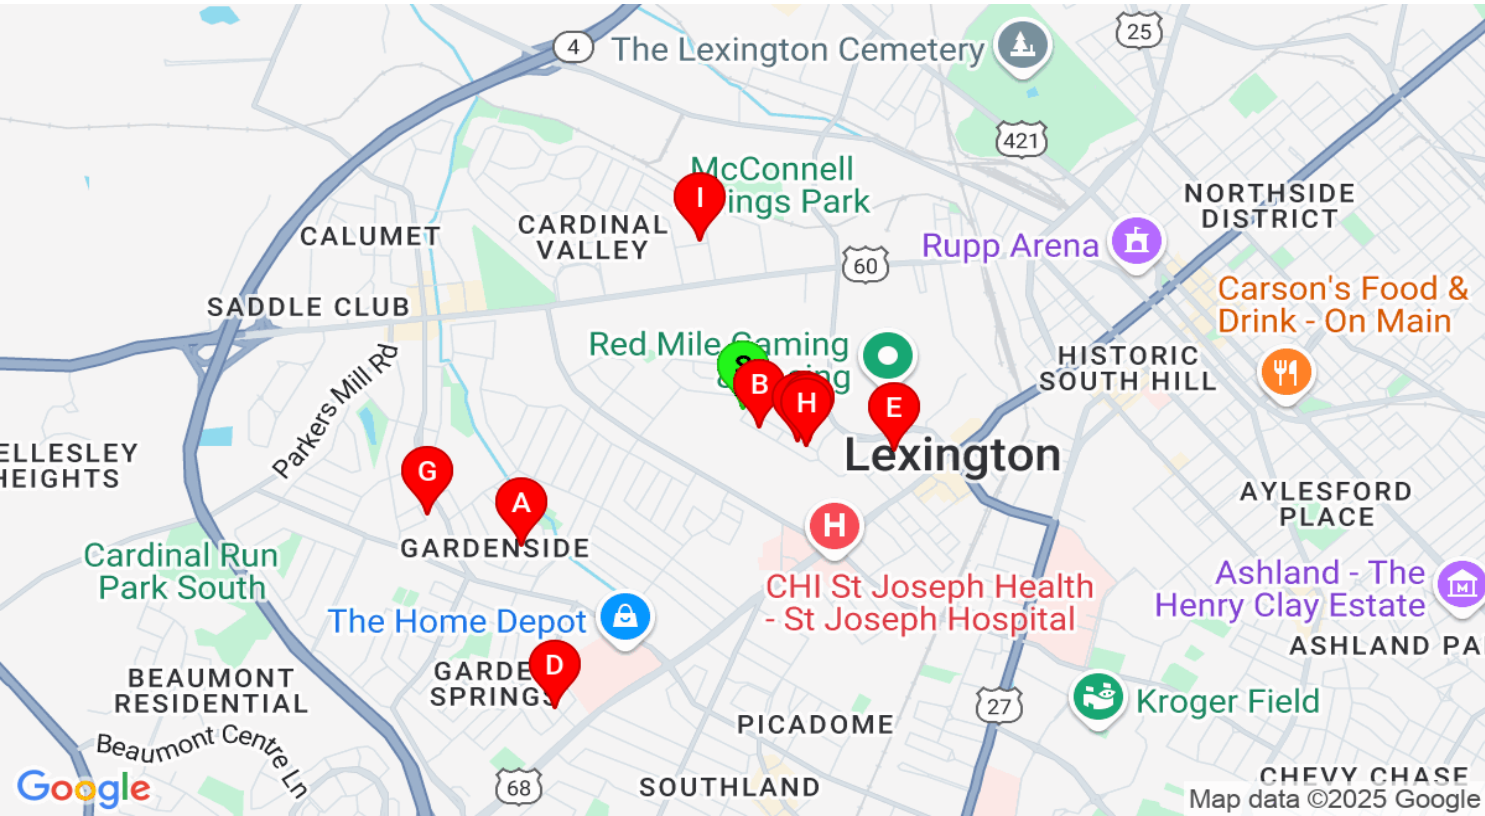 25
4
The Lexington Cemetery
421
McConnell
ings Park
I
NORTHSIDE
DISTRICT
CARDINAL
VALLEY
CALUMET
Rupp Arena
60
SADDLE CLUB
Carson's Food &
Drink - On Main
Red Mile Gaming
S
B
H
E
HISTORIC
SOUTH HILL
Parkers Mill Rd
Lexington
ELLESLEY
HEIGHTS
G
A
AYLESFORD
PLACE
H
GARDENSIDE
Cardinal Run
Park South
CHI St Joseph Health
- St Joseph Hospital
Ashland - The
Henry Clay Estate
M
The Home Depot
ASHLAND PA
D
GARDE
SPRINGS
BEAUMONT
RESIDENTIAL
27
Kroger Field
PICADOME
Beaumont Centre Ln
68
SOUTHLAND
CHEVY CHASE
Google
Map data ©2025 Google